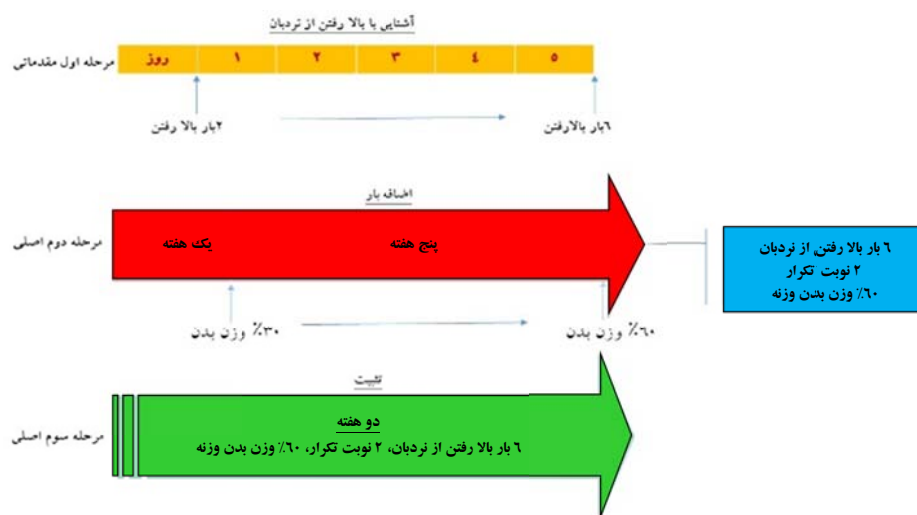 آشنایی با بالا رفتن از نردبان
مرحله اول مقدماتی
روز ۱ ۲ ۳ ۴ ۵
۲بار بالا رفتن
۶بار بالارفتن
اضافه بار
مرحله دوم اصلی
یک هفته
پنج هفته
۶ بار بالا رفتن از نردبان
۲ نوبت تکرار
۶۰٪ وزن بدن وزنه
۳۰٪ وزن بدن
۶۰٪ وزن بدن
تثبیت
مرحله سوم اصلی
دو هفته
۶ بار بالا رفتن از نردبان، ۲ نوبت تکرار، ۶۰٪ وزن بدن وزنه